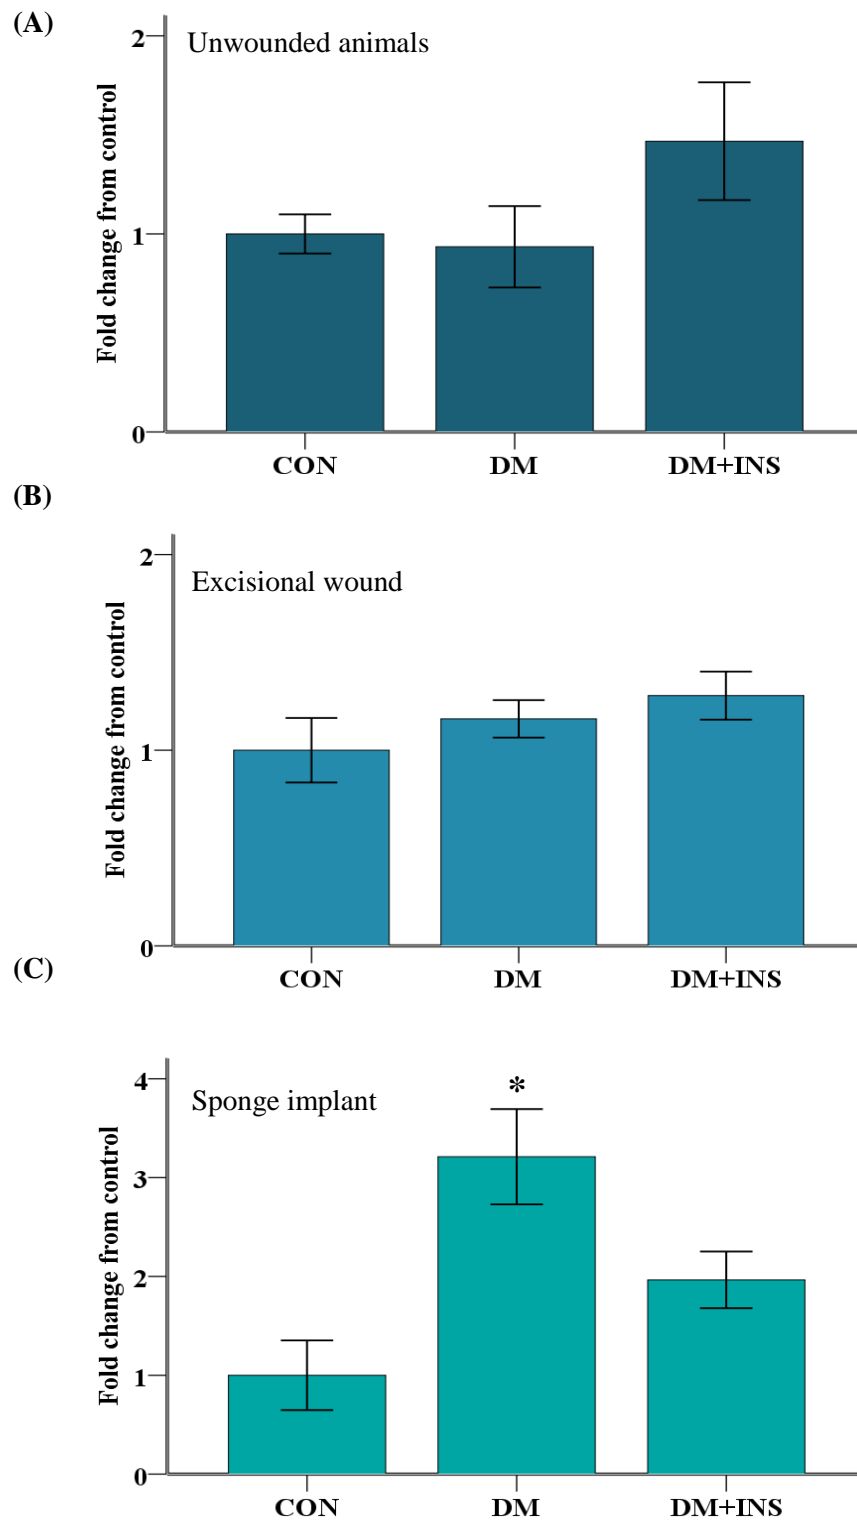 (A)
Unwounded animals
Fold change from control
2
1
0
CON DM DM+INS
(B)
Excisional wound
Fold change from control
2
1
0
CON DM DM+INS
(C)
Sponge implant
*
Fold change from control
4
3
2
1
0
CON DM DM+INS